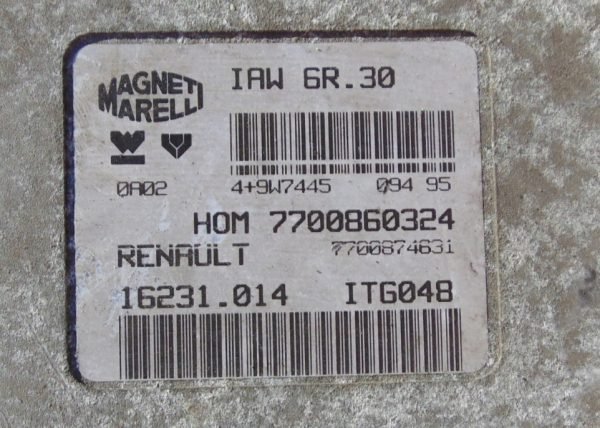 MAGNETI MARELLI
IAW 6R.30
0A02 4+9W7445 094 95
HOM 7700860324
RENAULT 7700874631
16231.014 ITG048